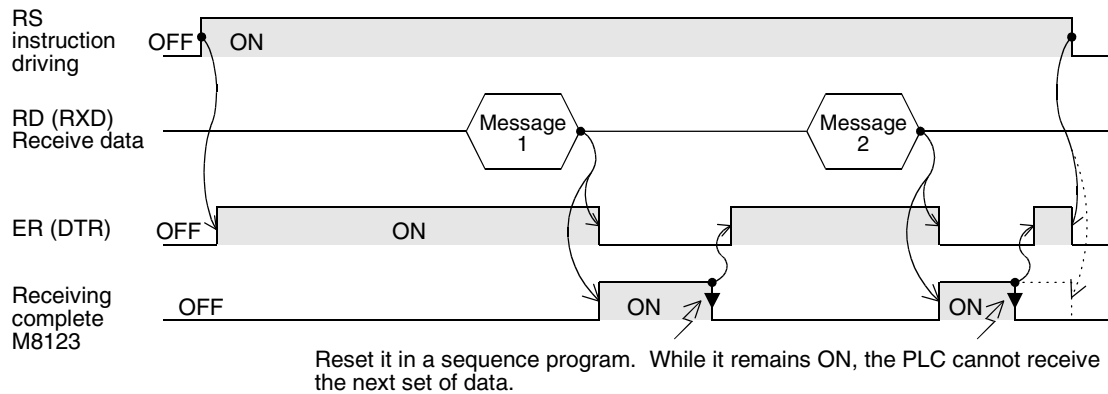 RS
instruction
driving
OFF
ON
RD (RXD)
Receive data
Message
1
Message
2
ER (DTR)
OFF
ON
Receiving
complete
M8123
OFF
ON
ON
Reset it in a sequence program. While it remains ON, the PLC cannot receive
the next set of data.